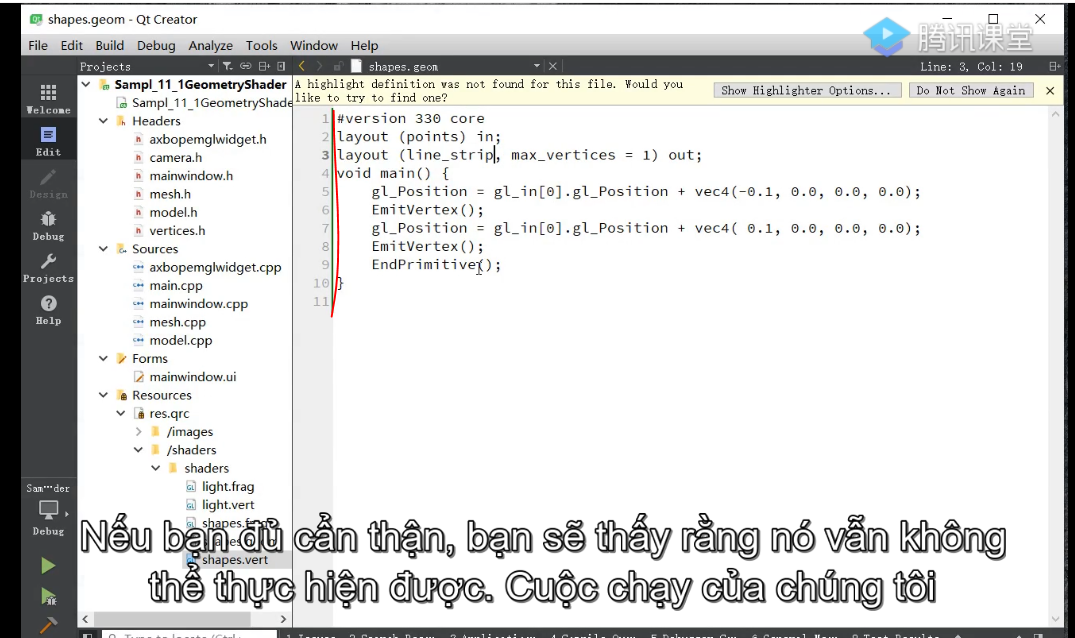 shapes.geom - Qt Creator
腾讯课堂
File Edit Build Debug Analyze Tools Window Help
Projects
shapes.geom
Line: 3, Col: 19
Welcome
Edit
Design
Debug
Projects
Help
Sam···der
Debug
Sampl_11_1GeometryShader
Sampl_11_1GeometryShade
Headers
axbopemglwidget.h
camera.h
mainwindow.h
mesh.h
model.h
vertices.h
Sources
axbopemglwidget.cpp
main.cpp
mainwindow.cpp
mesh.cpp
model.cpp
Forms
mainwindow.ui
Resources
res.qrc
/images
/shaders
shaders
light.frag
light.vert
shapes.vert
A highlight definition was not found for this file. Would you
like to try to find one?
Show Highlighter Options...
Do Not Show Again
1 #version 330 core
2 layout (points) in;
3 layout (line_strip, max_vertices = 1) out;
4 void main() {
5 gl_Position = gl_in[0].gl_Position + vec4(-0.1, 0.0, 0.0, 0.0);
6 EmitVertex();
7 gl_Position = gl_in[0].gl_Position + vec4( 0.1, 0.0, 0.0, 0.0);
8 EmitVertex();
9 EndPrimitive();
10 }
11
Nếu bạn đủ cẩn thận, bạn sẽ thấy rằng nó vẫn không
thể thực hiện được. Cuộc chạy của chúng tôi